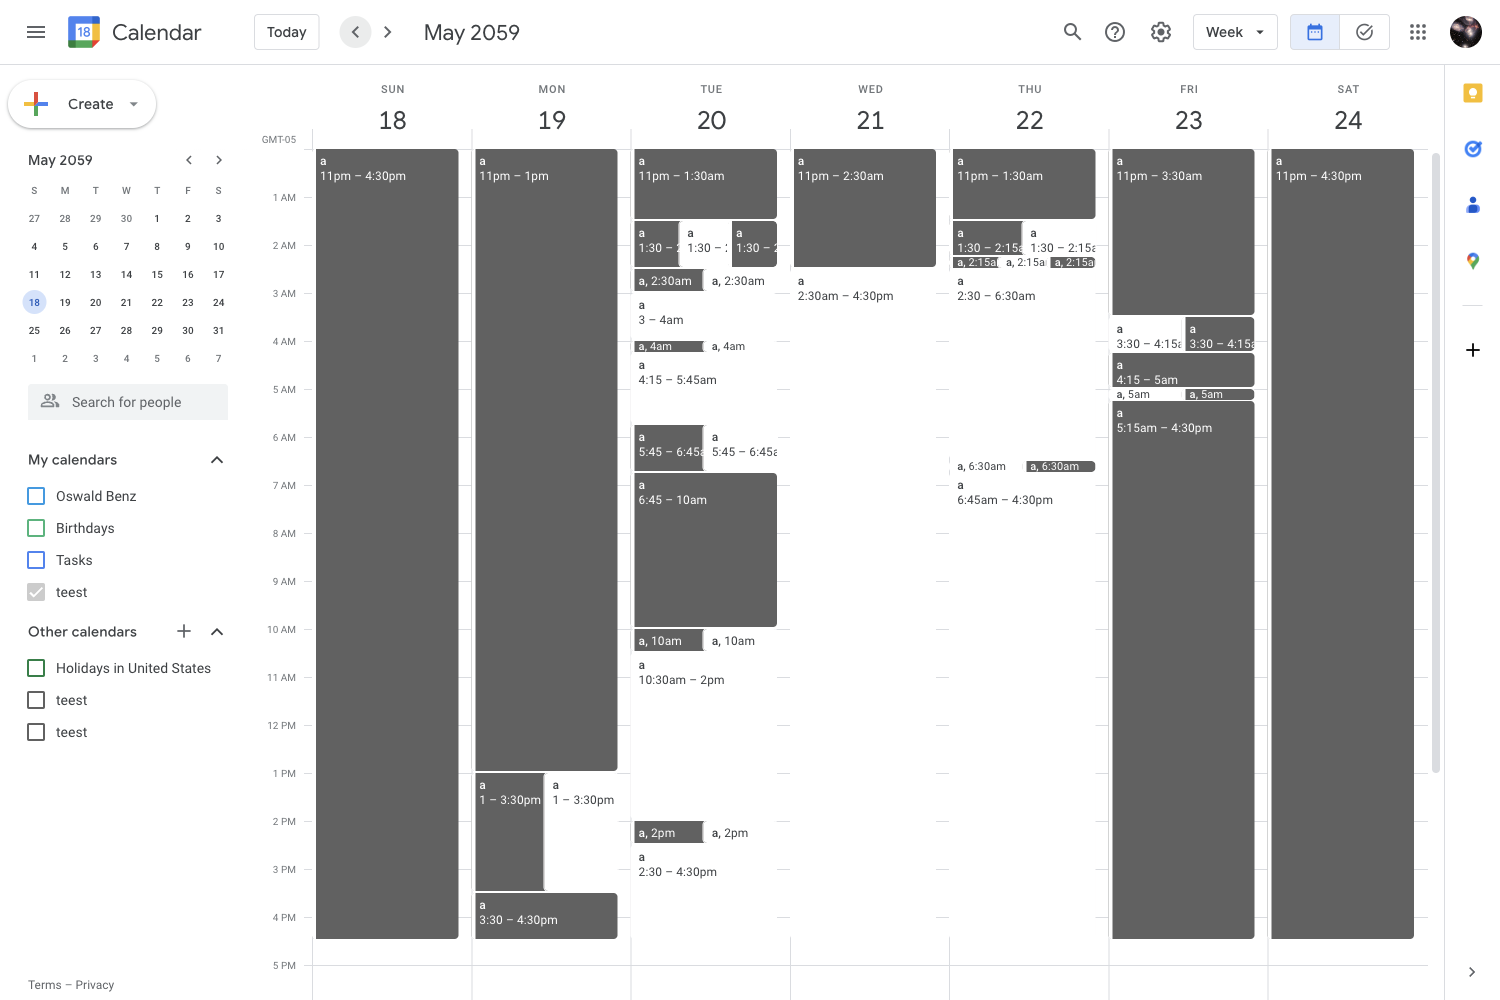 18 Calendar
Today
May 2059
Week
Create
May 2059
S M T W T F S
27 28 29 30 1 2 3
4 5 6 7 8 9 10
11 12 13 14 15 16 17
18 19 20 21 22 23 24
25 26 27 28 29 30 31
1 2 3 4 5 6 7
Search for people
My calendars
Oswald Benz
Birthdays
Tasks
teest
Other calendars
Holidays in United States
teest
teest
Terms – Privacy
GMT-05
1 AM
2 AM
3 AM
4 AM
5 AM
6 AM
7 AM
8 AM
9 AM
10 AM
11 AM
12 PM
1 PM
2 PM
3 PM
4 PM
5 PM
SUN
18
a
11pm – 4:30pm
MON
19
a
11pm – 1pm
a
1 – 3:30pm
a
1 – 3:30pm
a
3:30 – 4:30pm
TUE
20
a
11pm – 1:30am
a
1:30 –
a
1:30 –
a
1:30 –
a, 2:30am
a, 2:30am
a
3 – 4am
a, 4am
a, 4am
a
4:15 – 5:45am
a
5:45 – 6:45a
a
5:45 – 6:45a
a
6:45 – 10am
a, 10am
a, 10am
a
10:30am – 2pm
a, 2pm
a, 2pm
a
2:30 – 4:30pm
WED
21
a
11pm – 2:30am
a
2:30am – 4:30pm
THU
22
a
11pm – 1:30am
a
1:30 – 2:15a
a
1:30 – 2:15a
a, 2:15a
a, 2:15a
a, 2:15a
a
2:30 – 6:30am
a, 6:30am
a, 6:30am
a
6:45am – 4:30pm
FRI
23
a
11pm – 3:30am
a
3:30 – 4:15a
a
3:30 – 4:15a
a
4:15 – 5am
a, 5am
a, 5am
a
5:15am – 4:30pm
SAT
24
a
11pm – 4:30pm